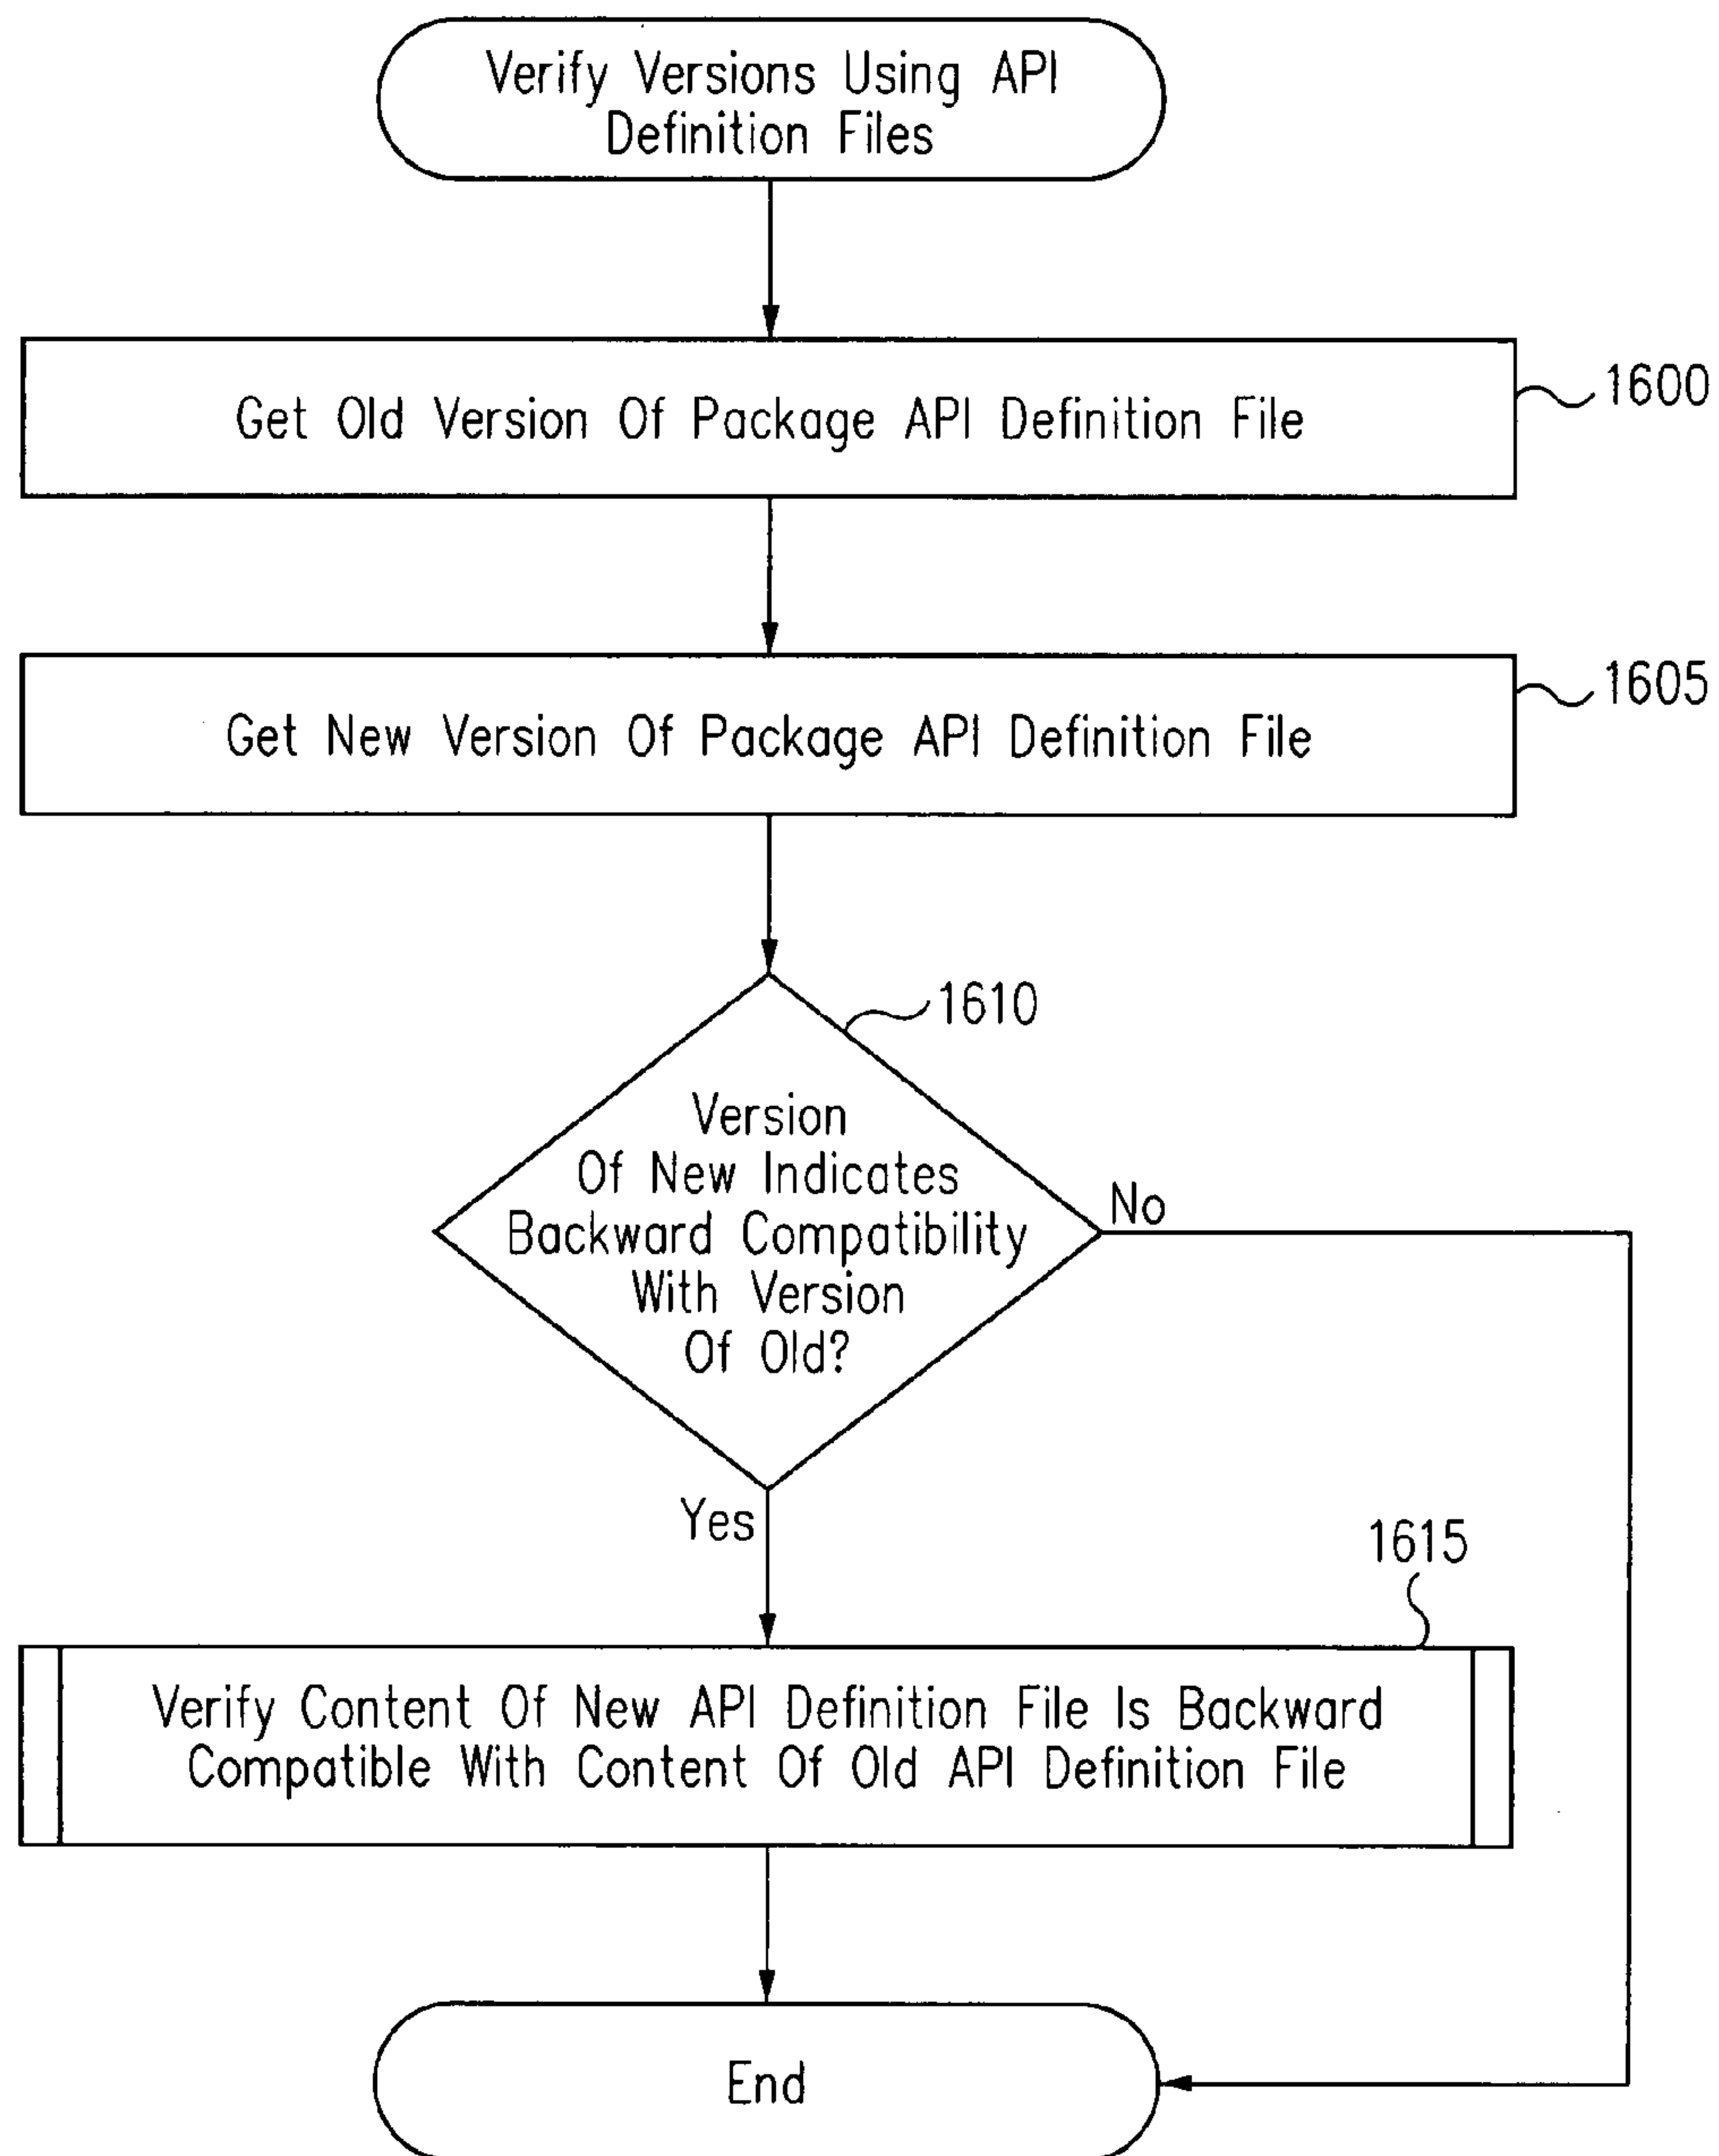 Verify Versions Using API
Definition Files
Get Old Version Of Package API Definition File
1600
Get New Version Of Package API Definition File
1605
1610
Version
Of New Indicates
Backward Compatibility
With Version
Of Old?
No
Yes
1615
Verify Content Of New API Definition File Is Backward
Compatible With Content Of Old API Definition File
End